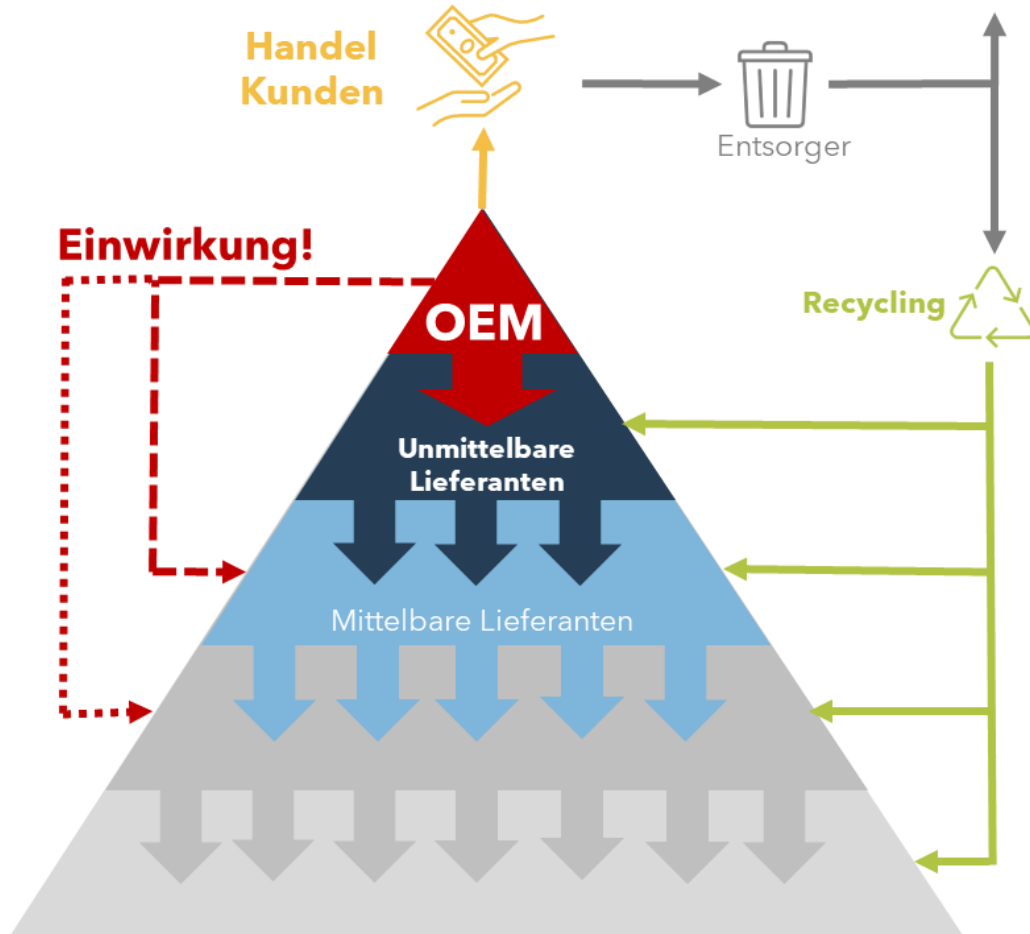 Handel
Kunden
Entsorger
Einwirkung!
Recycling
OEM
Unmittelbare
Lieferanten
Mittelbare Lieferanten